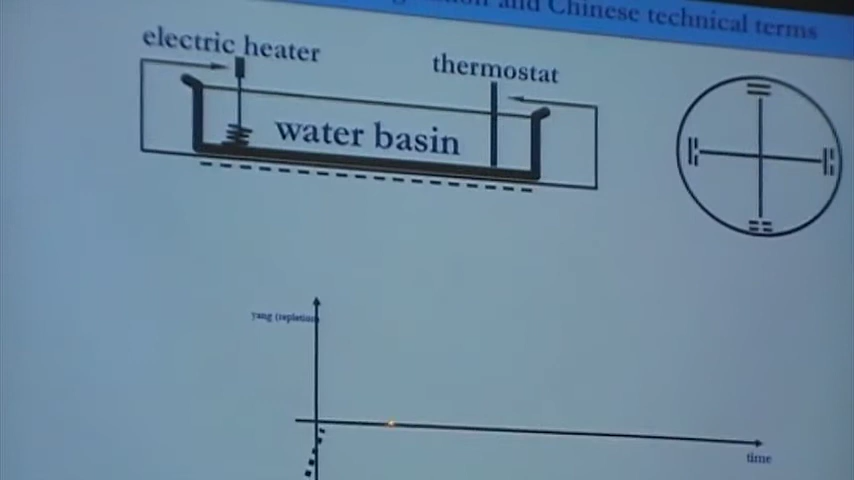 and Chinese technical terms
electric heater
thermostat
water basin
yang (repletion
time